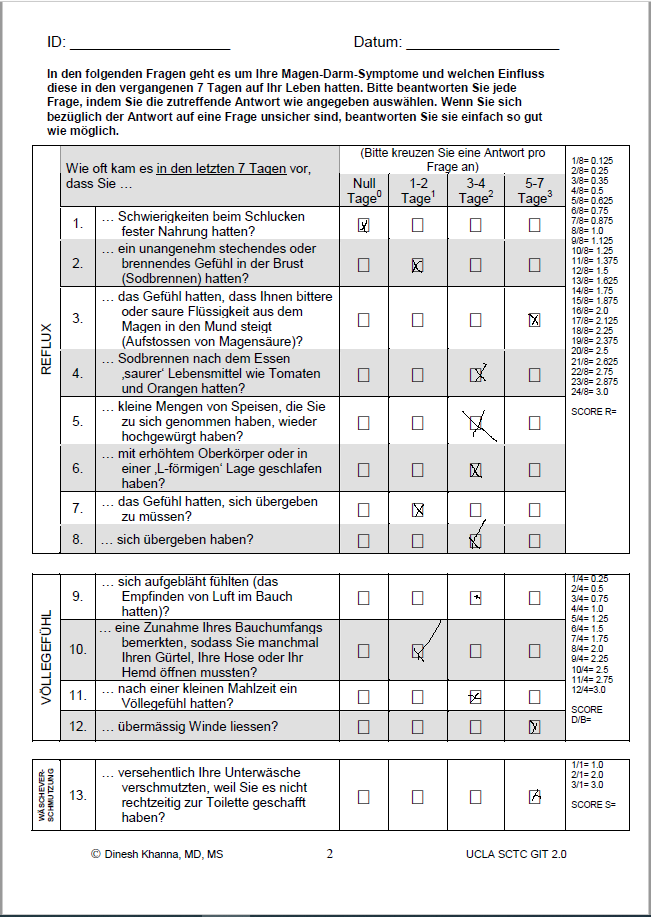 ID: ____________________ Datum: ____________________
In den folgenden Fragen geht es um Ihre Magen-Darm-Symptome und welchen Einfluss
diese in den vergangenen 7 Tagen auf Ihr Leben hatten. Bitte beantworten Sie jede
Frage, indem Sie die zutreffende Antwort wie angegeben auswählen. Wenn Sie sich
bezüglich der Antwort auf eine Frage unsicher sind, beantworten Sie sie einfach so gut
wie möglich.
REFLUX
Wie oft kam es in den letzten 7 Tagen vor,
dass Sie …
(Bitte kreuzen Sie eine Antwort pro
Frage an)
Null 1-2 3-4 5-7
Tage0 Tage1 Tage2 Tage3
1. … Schwierigkeiten beim Schlucken
fester Nahrung hatten?
2. … ein unangenehm stechendes oder
brennendes Gefühl in der Brust
(Sodbrennen) hatten?
3. … das Gefühl hatten, dass Ihnen bittere
oder saure Flüssigkeit aus dem
Magen in den Mund steigt
(Aufstossen von Magensäure)?
4. … Sodbrennen nach dem Essen
‚saurer' Lebensmittel wie Tomaten
und Orangen hatten?
5. … kleine Mengen von Speisen, die Sie
zu sich genommen haben, wieder
hochgewürgt haben?
6. … mit erhöhtem Oberkörper oder in
einer ‚L-förmigen' Lage geschlafen
haben?
7. … das Gefühl hatten, sich übergeben
zu müssen?
8. … sich übergeben haben?
1/8= 0.125
2/8= 0.25
3/8= 0.35
4/8= 0.5
5/8= 0.625
6/8= 0.75
7/8= 0.875
8/8= 1.0
9/8= 1.125
10/8= 1.25
11/8= 1.375
12/8= 1.5
13/8= 1.625
14/8= 1.75
15/8= 1.875
16/8= 2.0
17/8= 2.125
18/8= 2.25
19/8= 2.375
20/8= 2.5
21/8= 2.625
22/8= 2.75
23/8= 2.875
24/8= 3.0
SCORE R=
VÖLLEGEFÜHL
9. … sich aufgebläht fühlten (das
Empfinden von Luft im Bauch
hatten)?
10. … eine Zunahme Ihres Bauchumfangs
bemerkten, sodass Sie manchmal
Ihren Gürtel, Ihre Hose oder Ihr
Hemd öffnen mussten?
11. … nach einer kleinen Mahlzeit ein
Völlegefühl hatten?
12. … übermässig Winde liessen?
1/4= 0.25
2/4= 0.5
3/4= 0.75
4/4= 1.0
5/4= 1.25
6/4= 1.5
7/4= 1.75
8/4= 2.0
9/4= 2.25
10/4= 2.5
11/4= 2.75
12/4=3.0
SCORE
D/B=
WÄSCHEVER-
SCHMUTZUNG
13. … versehentlich Ihre Unterwäsche
verschmutzten, weil Sie es nicht
rechtzeitig zur Toilette geschafft
haben?
1/1= 1.0
2/1= 2.0
3/1= 3.0
SCORE S=
© Dinesh Khanna, MD, MS 2 UCLA SCTC GIT 2.0